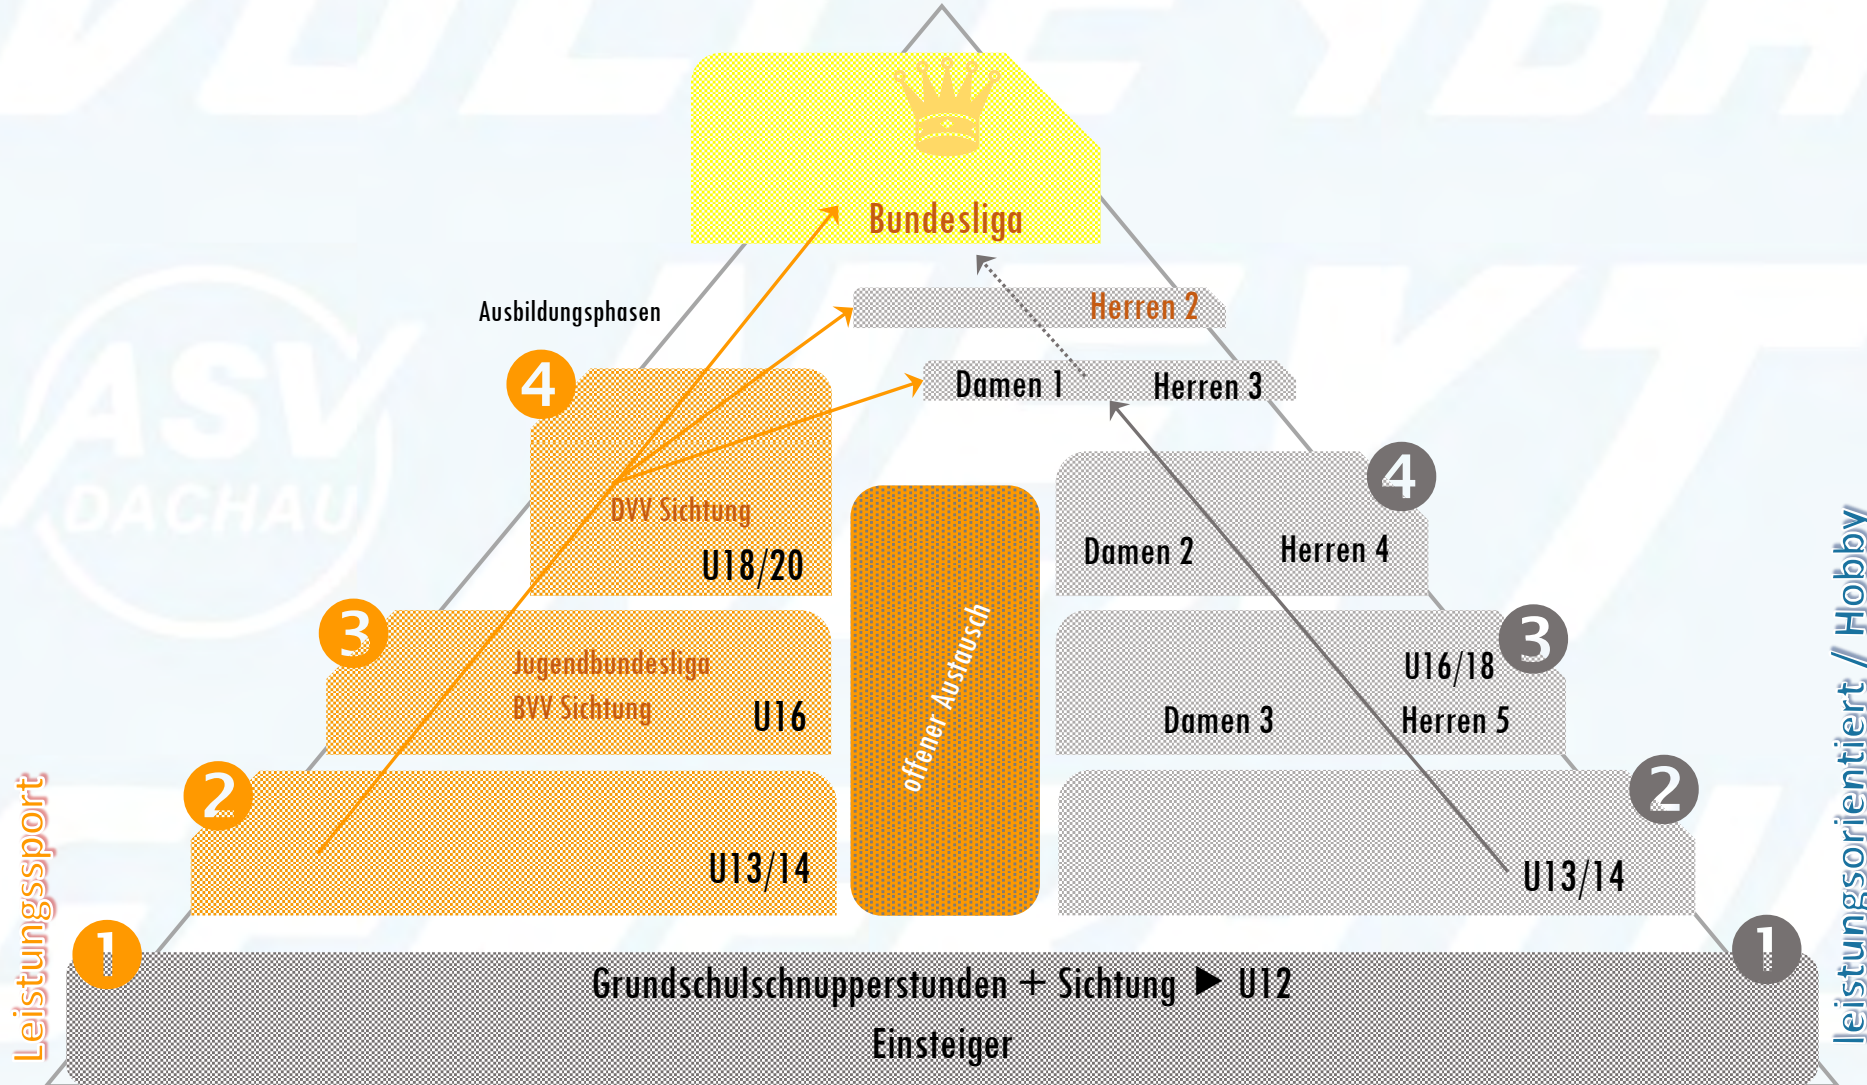 Bundesliga
Ausbildungsphasen
Herren 2
4
Damen 1
Herren 3
DVV Sichtung
U18/20
4
Damen 2
Herren 4
3
Jugendbundesliga
BVV Sichtung
U16
offener Austausch
3
U16/18
Damen 3
Herren 5
2
U13/14
2
U13/14
1
1
Grundschulschnupperstunden + Sichtung ► U12
Einsteiger
Leistungssport
leistungsorientiert / Hobby
ASV
DACHAU